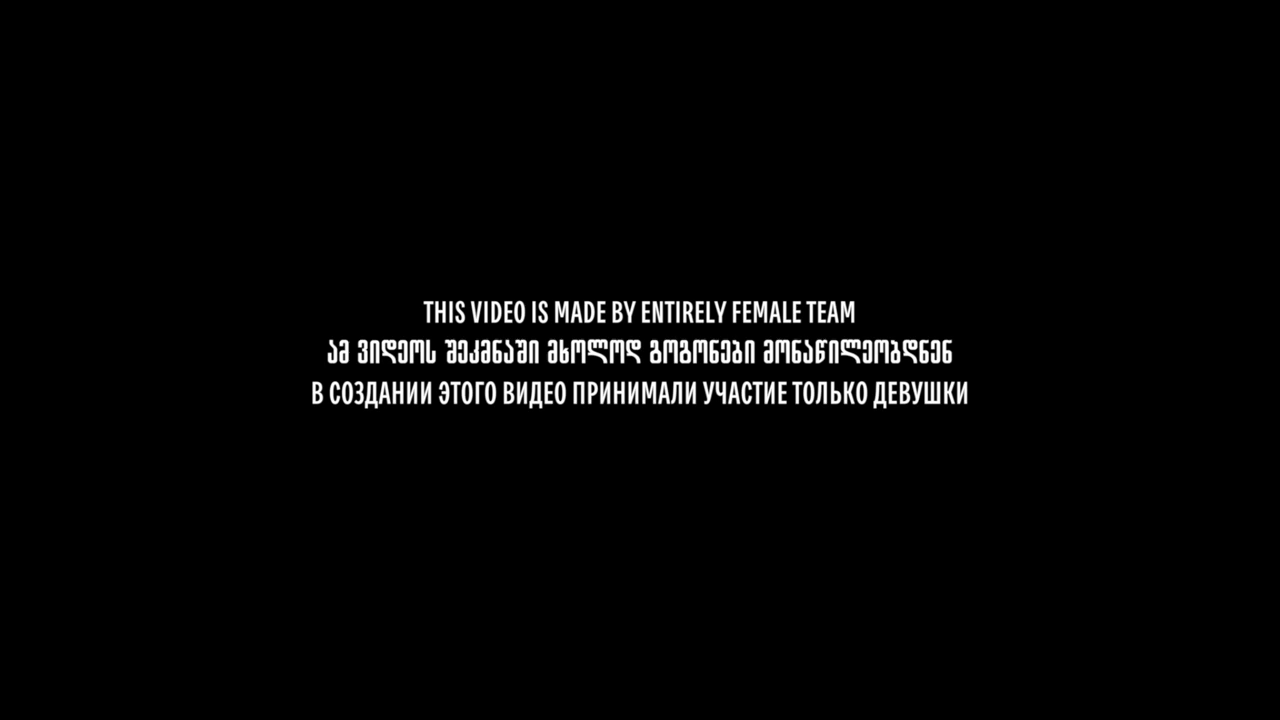 THIS VIDEO IS MADE BY ENTIRELY FEMALE TEAM
ამ ვიდეოს შეკმნაში მხოლოდ გოგონები მონაწილეობდნენ
В СОЗДАНИИ ЭТОГО ВИДЕО ПРИНИМАЛИ УЧАСТИЕ ТОЛЬКО ДЕВУШКИ